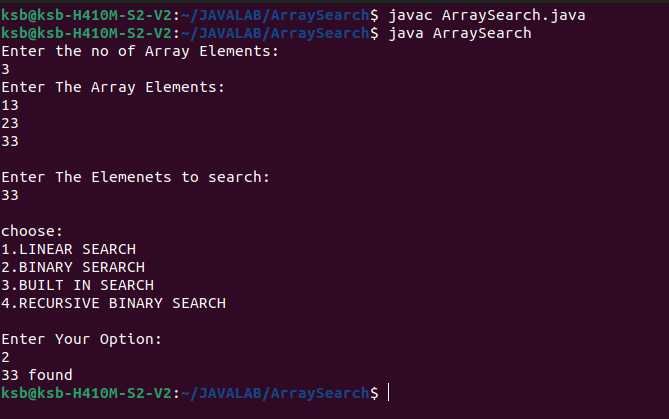 ksb@ksb-H410M-S2-V2:~/JAVALAB/ArraySearch$ javac ArraySearch.java
ksb@ksb-H410M-S2-V2:~/JAVALAB/ArraySearch$ java ArraySearch
Enter the no of Array Elements:
3
Enter The Array Elements:
13
23
33
Enter The Elemenets to search:
33
choose:
1.LINEAR SEARCH
2.BINARY SERARCH
3.BUILT IN SEARCH
4.RECURSIVE BINARY SEARCH
Enter Your Option:
2
33 found
ksb@ksb-H410M-S2-V2:~/JAVALAB/ArraySearch$